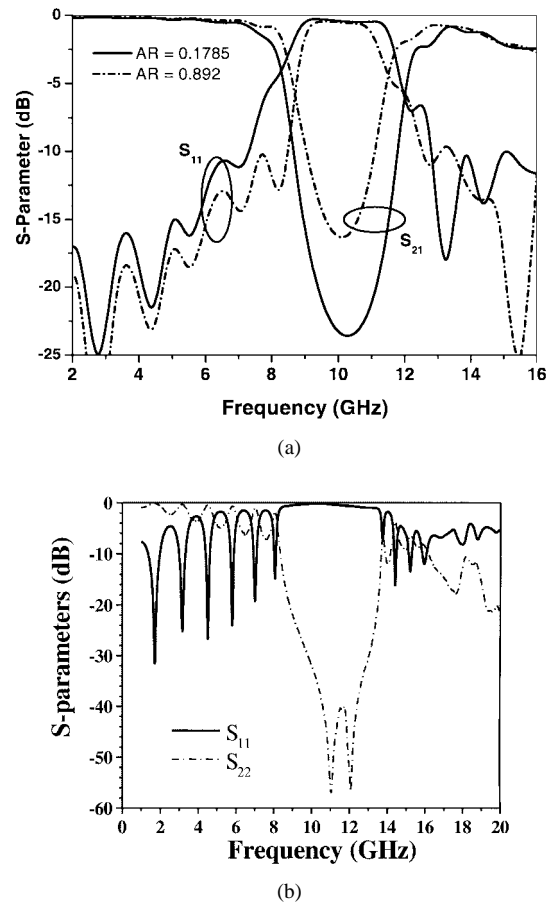 0
-5
-10
-15
-20
-25
S-Parameter (dB)
AR = 0.1785
AR = 0.892
S11
S21
2 4 6 8 10 12 14 16
Frequency (GHz)
(a)
0
-10
-20
-30
-40
-50
-60
S-parameters (dB)
S11
S22
0 2 4 6 8 10 12 14 16 18 20
Frequency (GHz)
(b)